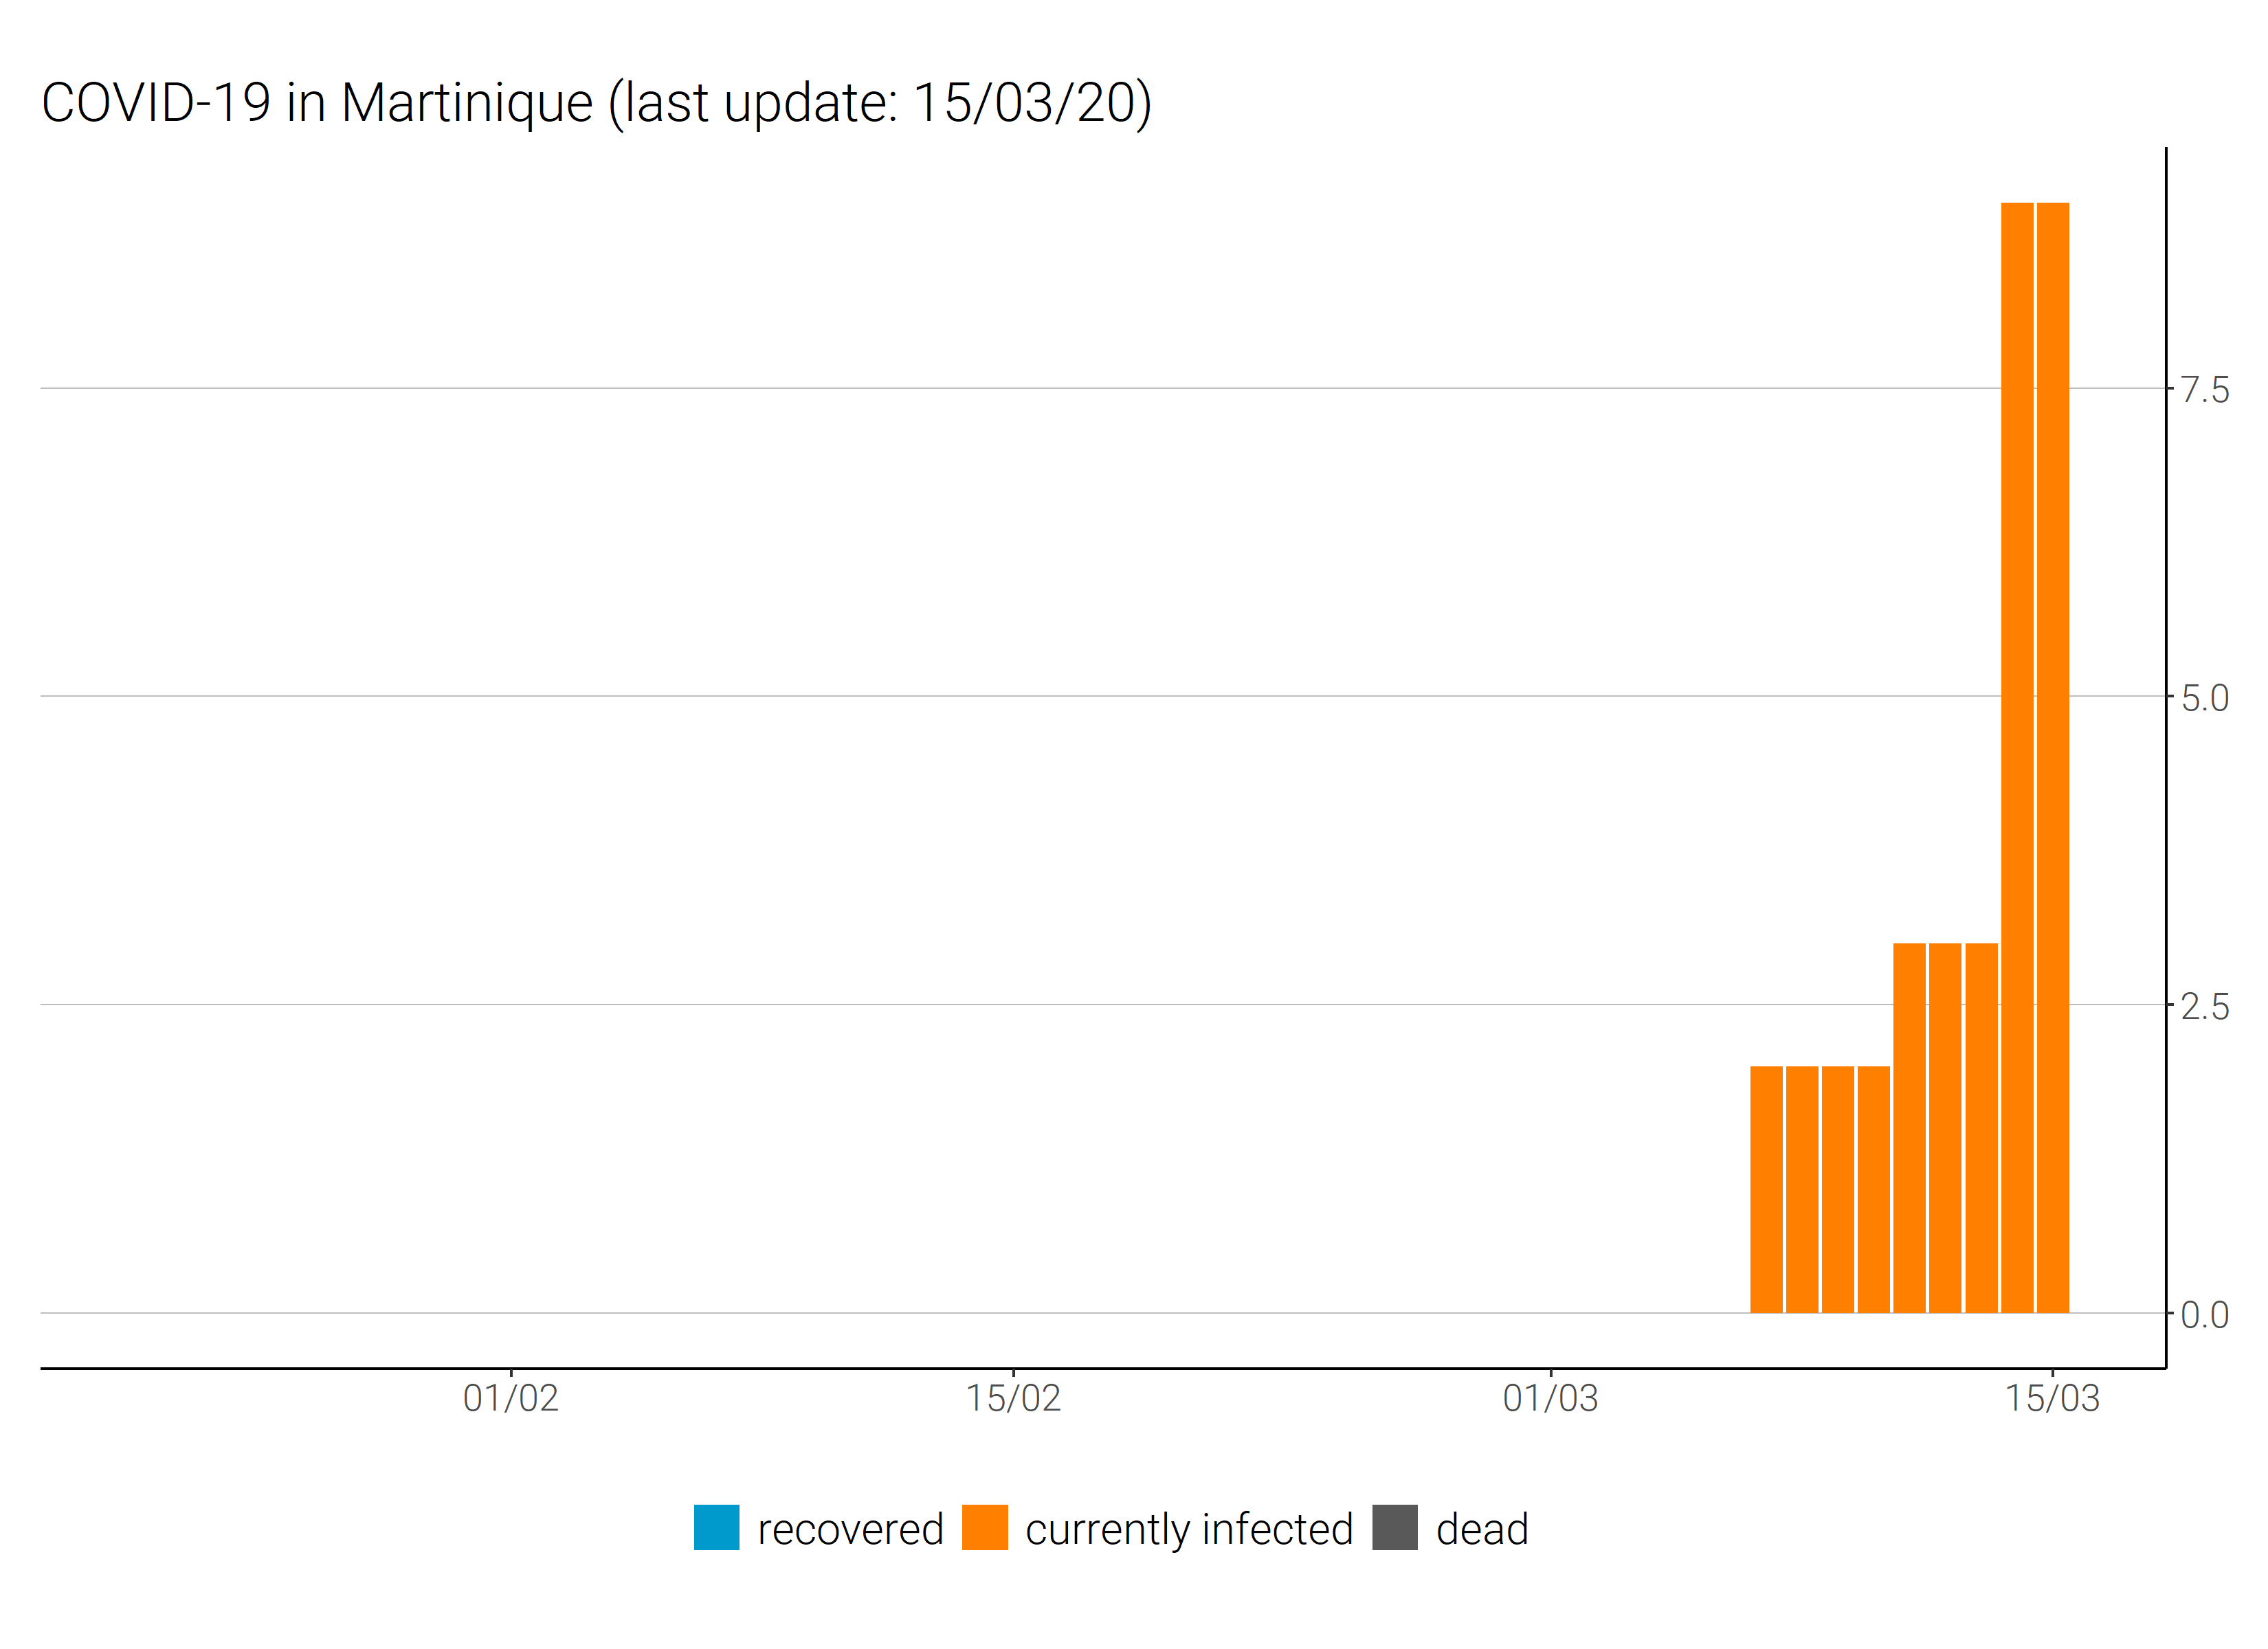 COVID-19 in Martinique (last update: 15/03/20)
7.5
5.0
2.5
0.0
01/02 15/02 01/03 15/03
recovered currently infected dead